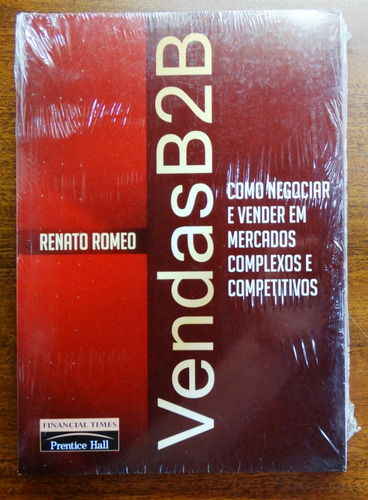 RENATO ROMEO
VendasB2B
COMO NEGOCIAR
E VENDER EM
MERCADOS
COMPLEXOS E
COMPETITIVOS
FINANCIAL TIMES
Prentice Hall